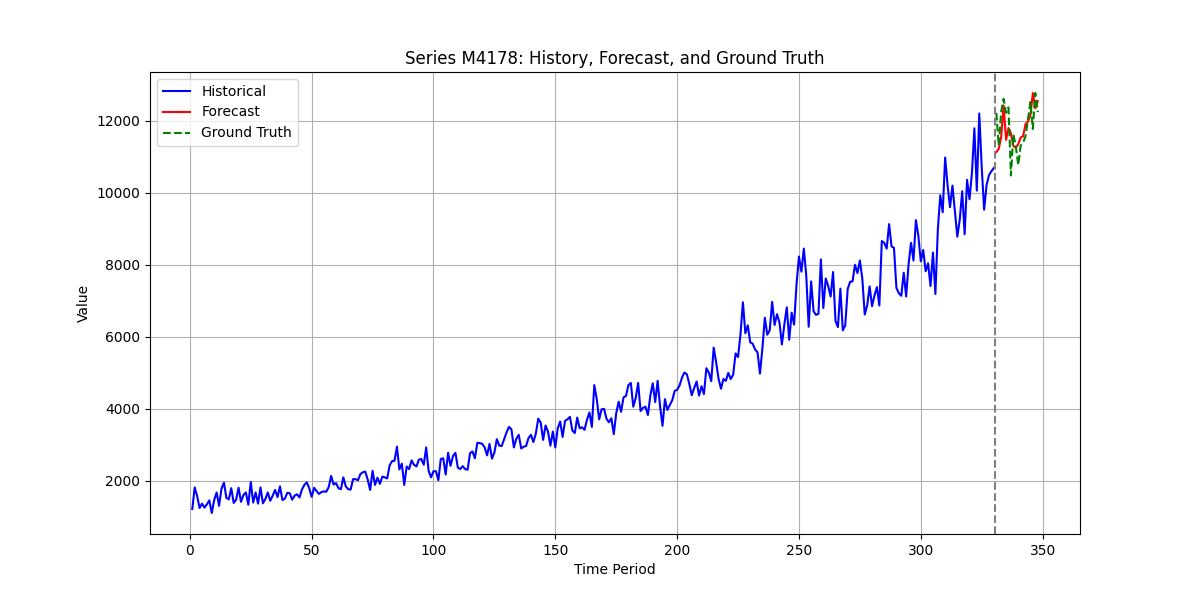 Series M4178: History, Forecast, and Ground Truth
Historical
Forecast
Ground Truth
Value
12000
10000
8000
6000
4000
2000
0
50
100
150
200
250
300
350
Time Period